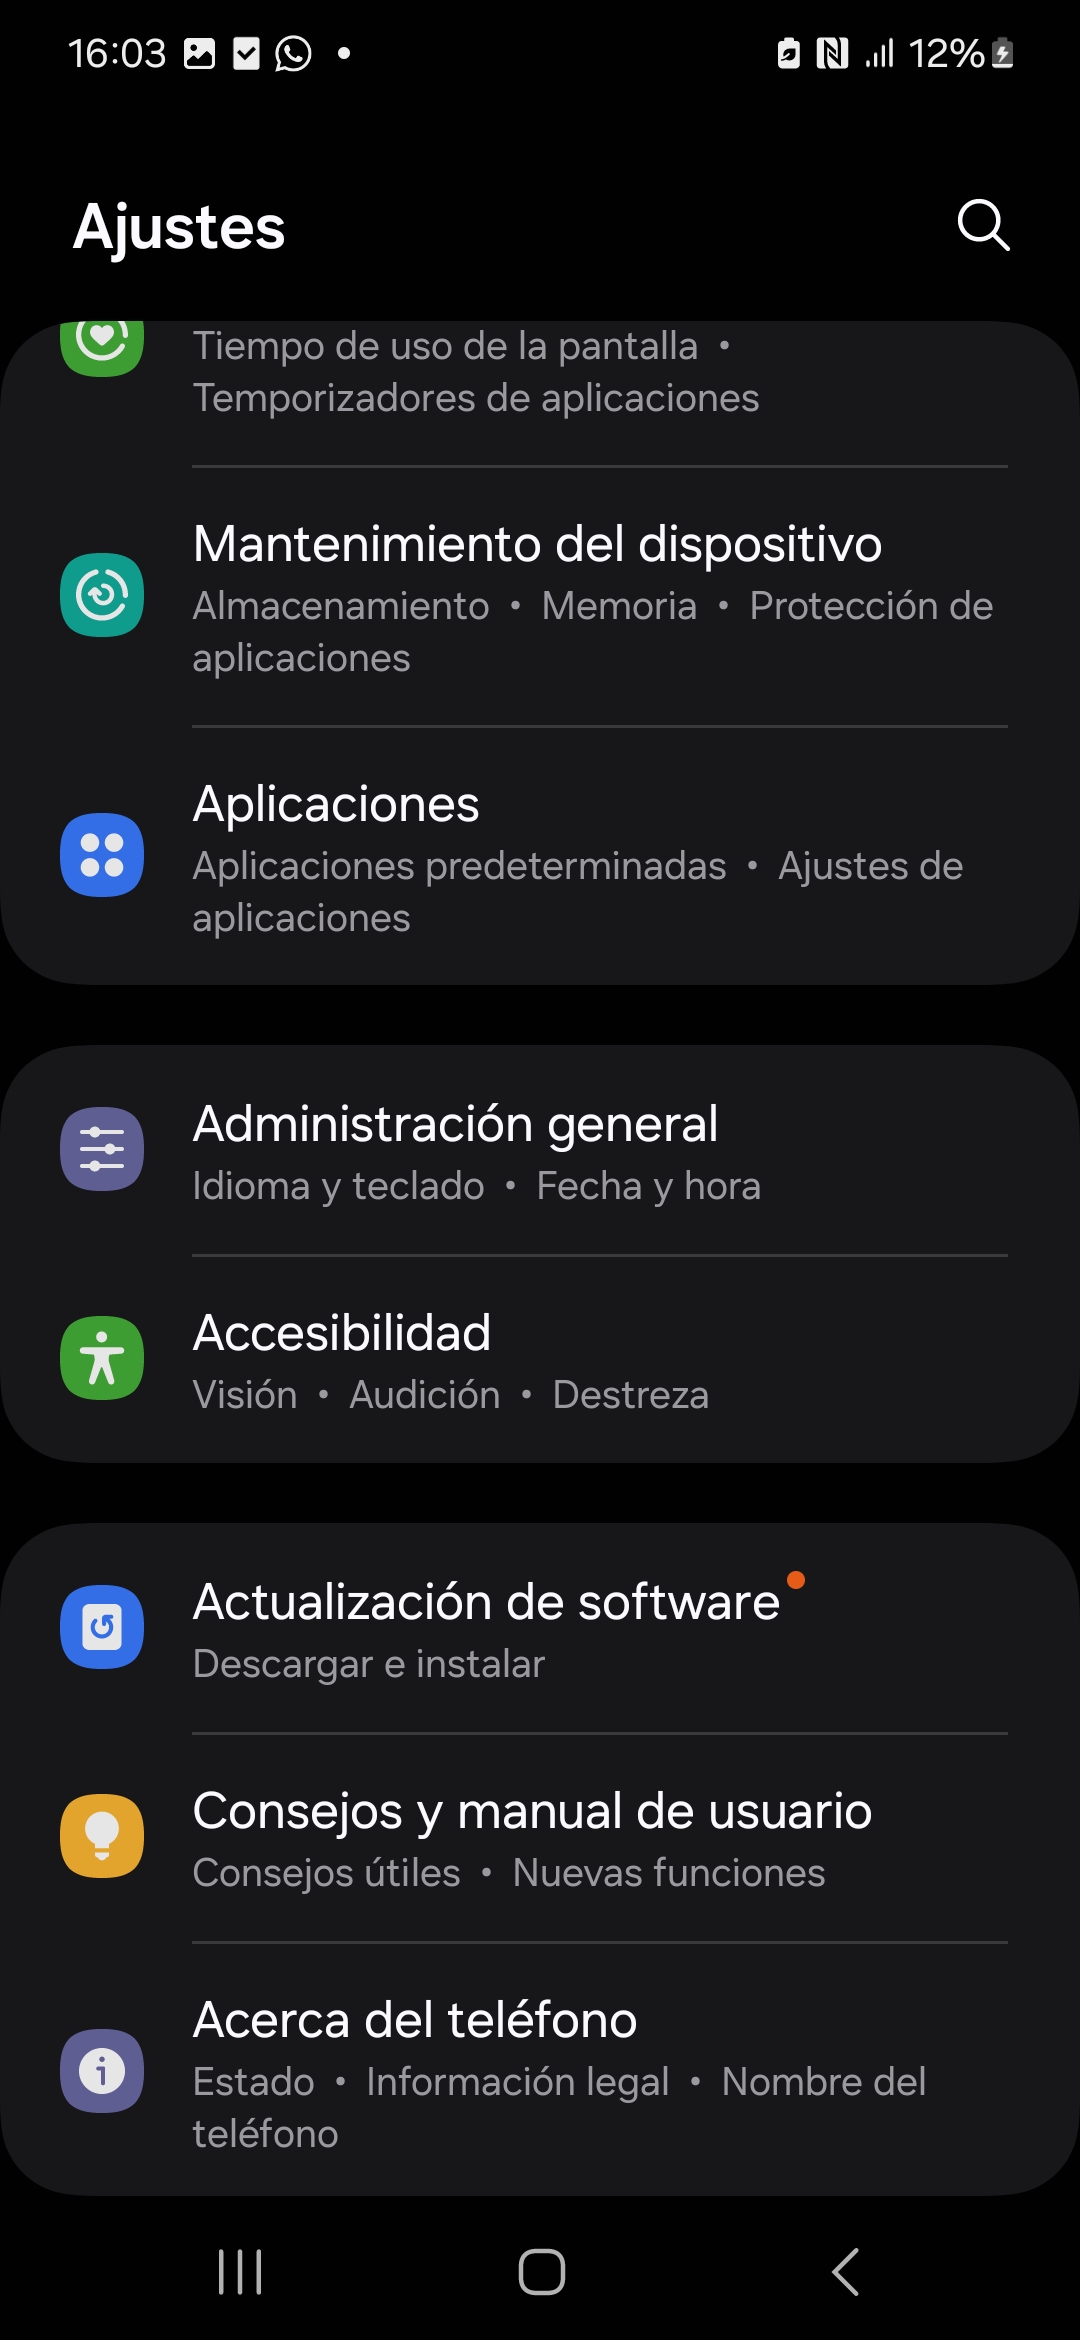 16:03 12%
Ajustes
Tiempo de uso de la pantalla •
Temporizadores de aplicaciones
Mantenimiento del dispositivo
Almacenamiento • Memoria • Protección de
aplicaciones
Aplicaciones
Aplicaciones predeterminadas • Ajustes de
aplicaciones
Administración general
Idioma y teclado • Fecha y hora
Accesibilidad
Visión • Audición • Destreza
Actualización de software
Descargar e instalar
Consejos y manual de usuario
Consejos útiles • Nuevas funciones
Acerca del teléfono
Estado • Información legal • Nombre del
teléfono